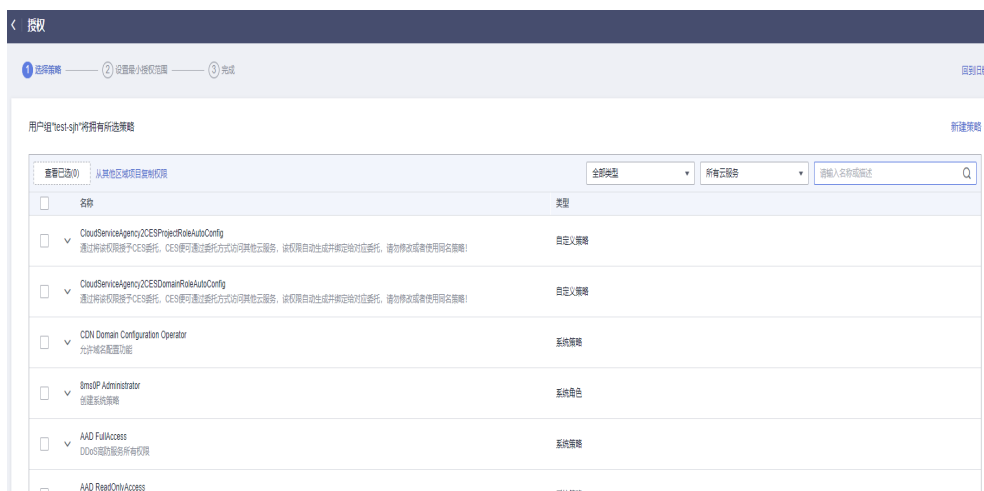 授权
1 选择策略 2 设置最小授权范围 3 完成
回到旧
用户组"test-sjh"将拥有所选策略
新建策略
查看已选(0) 从其他区域项目复制权限 全部类型 所有云服务 请输入名称或描述
名称 类型
CloudServiceAgency2CESProjectRoleAutoConfig
通过将该权限授予CES委托，CES便可通过委托方式访问其他云服务，该权限自动生成并绑定给对应委托，请勿修改或者使用同名策略!
自定义策略
CloudServiceAgency2CESDomainRoleAutoConfig
通过将该权限授予CES委托，CES便可通过委托方式访问其他云服务，该权限自动生成并绑定给对应委托，请勿修改或者使用同名策略!
自定义策略
CDN Domain Configuration Operator
允许域名配置功能
系统策略
8ms0P Administrator
创建系统策略
系统角色
AAD FullAccess
DDoS高防服务所有权限
系统策略
AAD ReadOnlyAccess